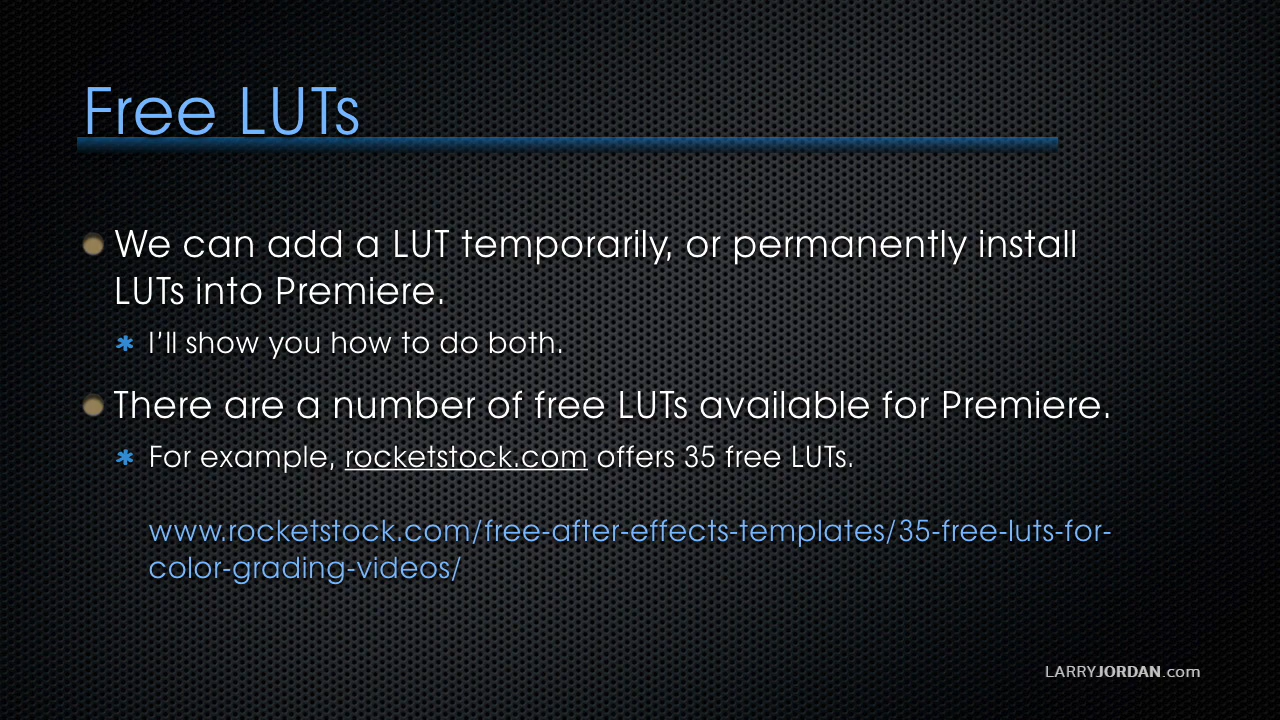 Free LUTs
We can add a LUT temporarily, or permanently install
LUTs into Premiere.
I'll show you how to do both.
There are a number of free LUTs available for Premiere.
For example, rocketstock.com offers 35 free LUTs.
www.rocketstock.com/free-after-effects-templates/35-free-luts-for-
color-grading-videos/
LARRYJORDAN.com